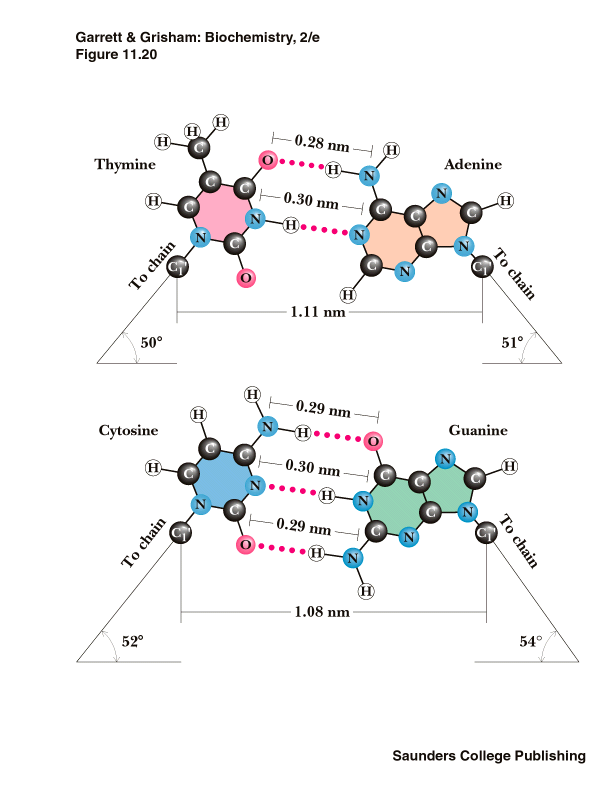 Garrett & Grisham: Biochemistry, 2/e
Figure 11.20
H
H
H
C
0.28 nm
H
Thymine
O
H
N
Adenine
C
C
0.30 nm
N
H
C
N
H
N
C
C
C
H
N
C
C
N
To chain
C1′
O
C
N
C1′
To chain
H
1.11 nm
50°
51°
H
0.29 nm
H
Cytosine
N
H
O
Guanine
C
C
0.30 nm
N
H
C
N
H
N
C
C
C
H
N
C
0.29 nm
C
N
To chain
C1′
O
H
C
N
N
C1′
To chain
H
1.08 nm
52°
54°
Saunders College Publishing